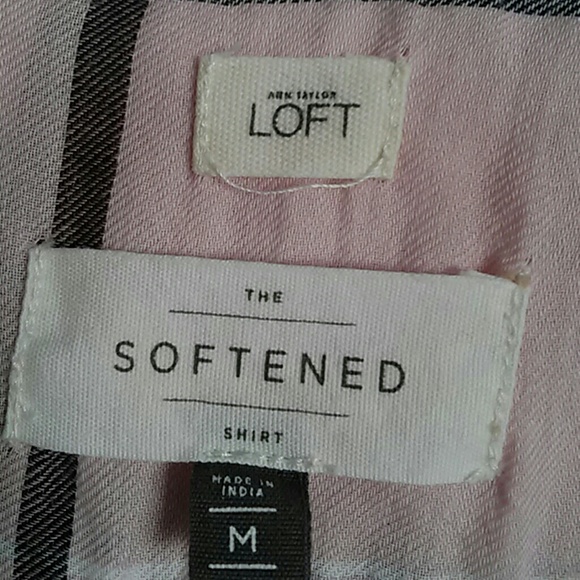 ANN TAYLOR
LOFT
THE
SOFTENED
SHIRT
MADE IN
INDIA
M